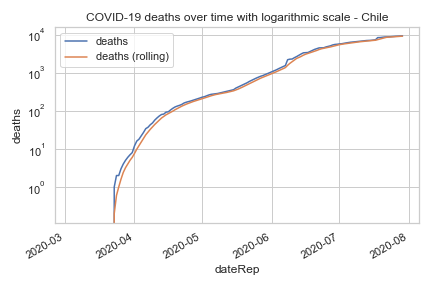 COVID-19 deaths over time with logarithmic scale - Chile
deaths
deaths (rolling)
10⁴
10³
10²
10¹
10⁰
deaths
2020-03
2020-04
2020-05
2020-06
2020-07
2020-08
dateRep